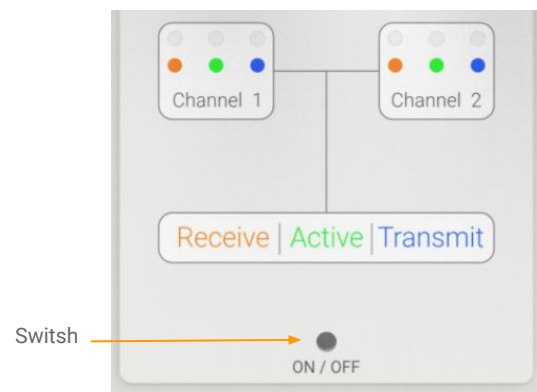 Channel 1
Channel 2
Receive | Active | Transmit
Switsh
ON / OFF